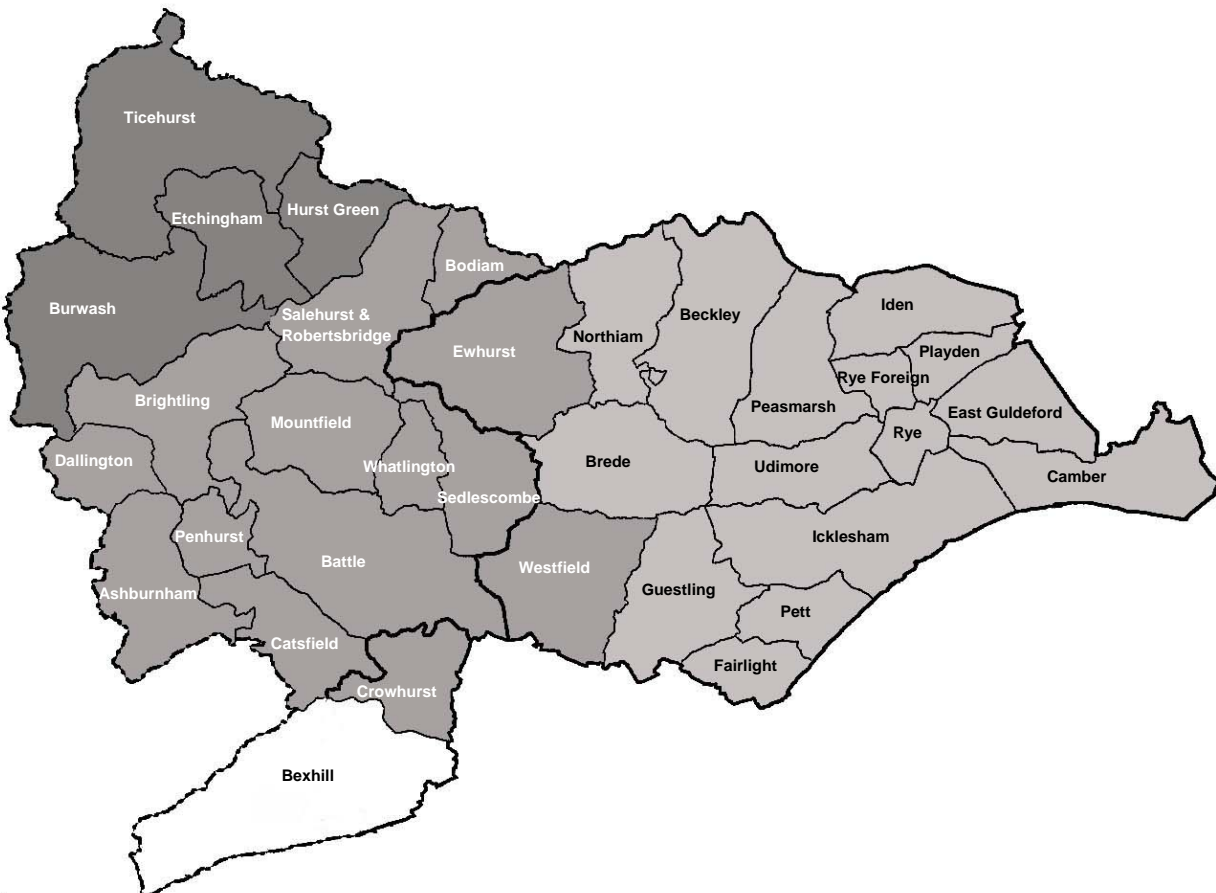 Ticehurst
Etchingham
Hurst Green
Bodiam
Burwash
Salehurst &
Robertsbridge
Iden
Beckley
Northiam
Ewhurst
Playden
Rye Foreign
Peasmarsh
East Guldeford
Brightling
Mountfield
Rye
Dallington
Whatlington
Brede
Udimore
Camber
Sedlescombe
Penhurst
Icklesham
Battle
Westfield
Ashburnham
Guestling
Pett
Catsfield
Fairlight
Crowhurst
Bexhill